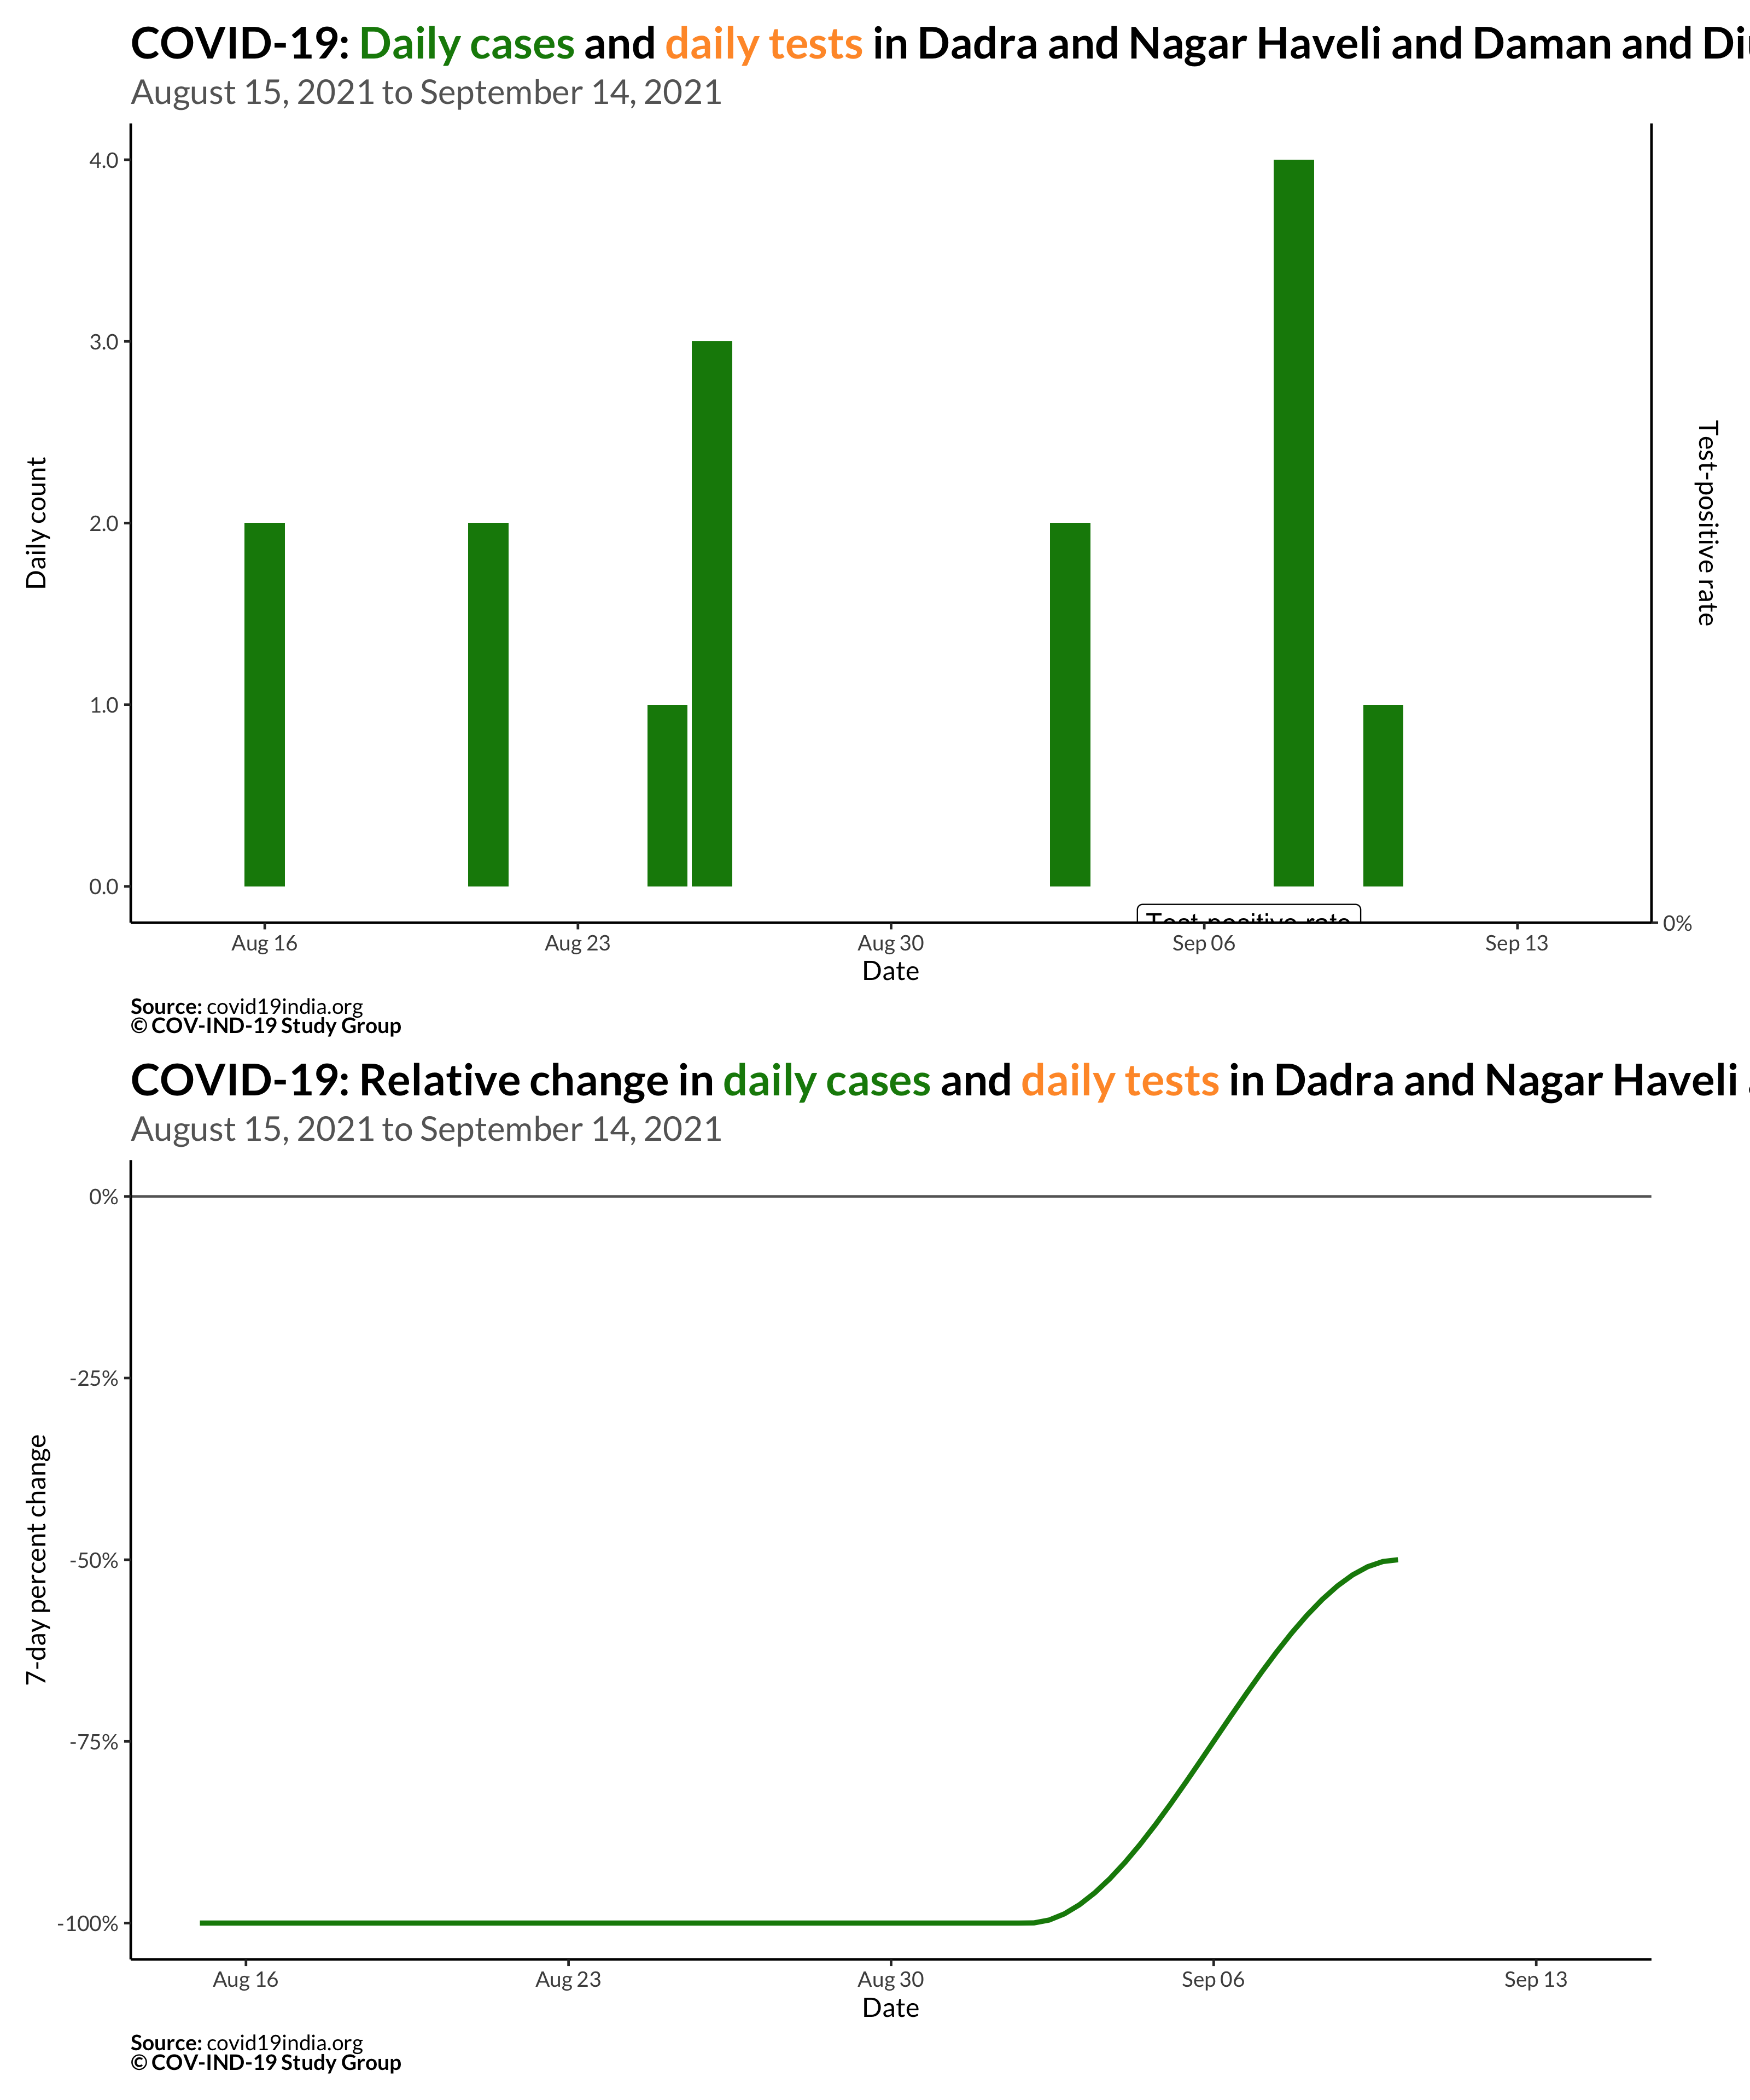 COVID-19: Daily cases and daily tests in Dadra and Nagar Haveli and Daman and
August 15, 2021 to September 14, 2021
4.0
3.0
2.0
1.0
0.0
Daily count
Test-positive rate
Test-positive rate
0%
Aug 16 Aug 23 Aug 30 Sep 06 Sep 13
Date
Source: covid19india.org
© COV-IND-19 Study Group
COVID-19: Relative change in daily cases and daily tests in Dadra and Nagar Haveli
August 15, 2021 to September 14, 2021
0%
-25%
-50%
-75%
-100%
7-day percent change
Aug 16 Aug 23 Aug 30 Sep 06 Sep 13
Date
Source: covid19india.org
© COV-IND-19 Study Group